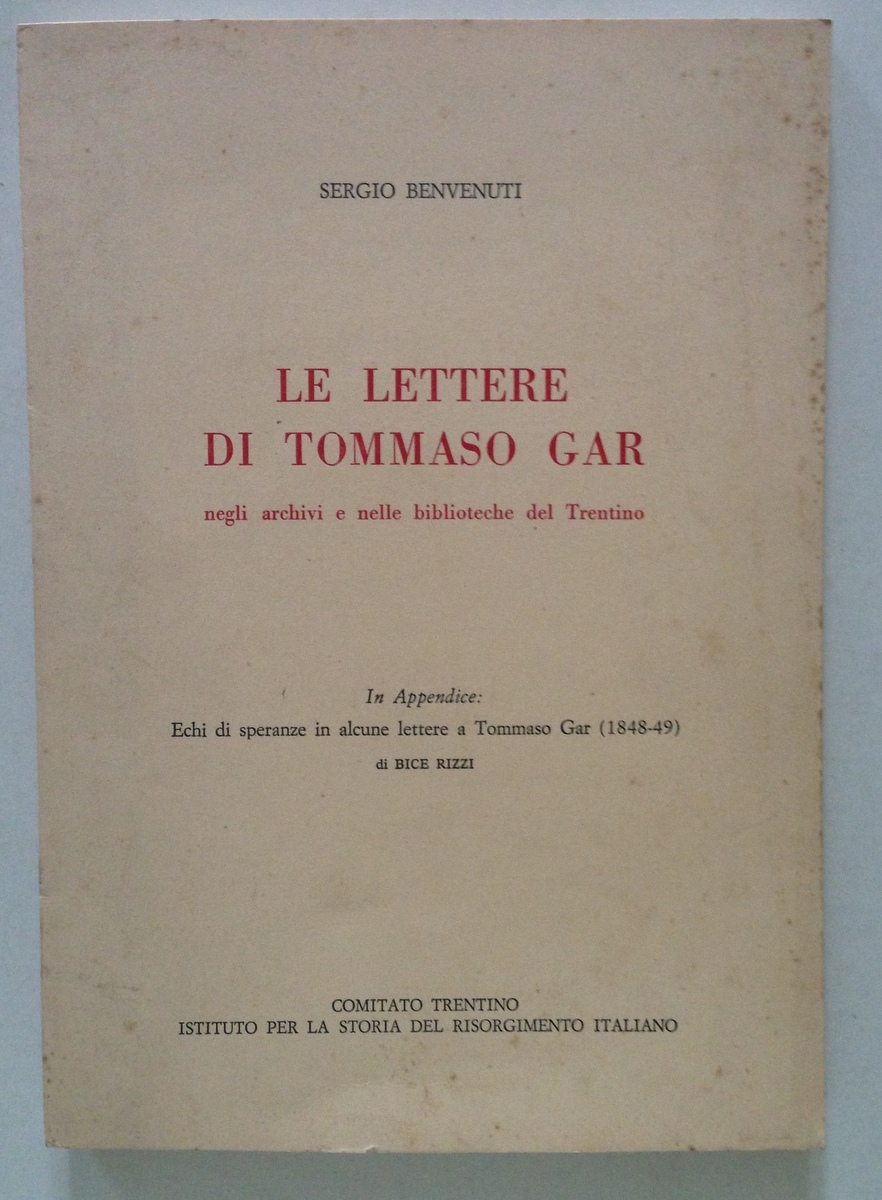 SERGIO BENVENUTI
LE LETTERE
DI TOMMASO GAR
negli archivi e nelle biblioteche del Trentino
In Appendice:
Echi di speranze in alcune lettere a Tommaso Gar (1848-49)
di BICE RIZZI
COMITATO TRENTINO
ISTITUTO PER LA STORIA DEL RISORGIMENTO ITALIANO